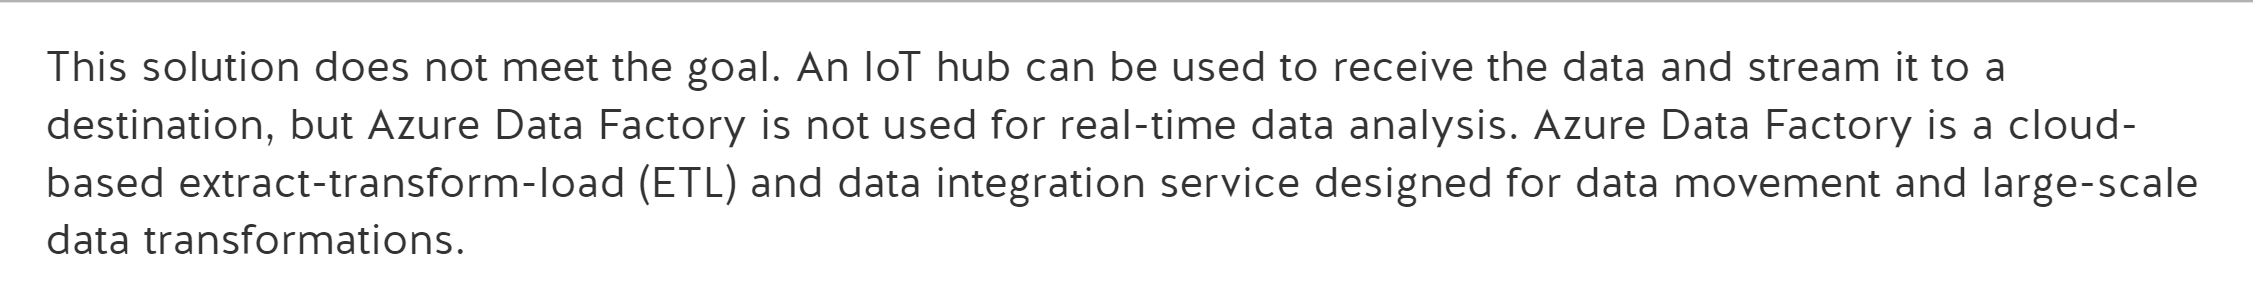 This solution does not meet the goal. An IoT hub can be used to receive the data and stream it to a
destination, but Azure Data Factory is not used for real-time data analysis. Azure Data Factory is a cloud-
based extract-transform-load (ETL) and data integration service designed for data movement and large-scale
data transformations.